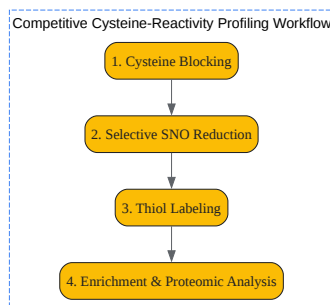 Competitive Cysteine-Reactivity Profiling Workflow
1. Cysteine Blocking
2. Selective SNO Reduction
3. Thiol Labeling
4. Enrichment & Proteomic Analysis